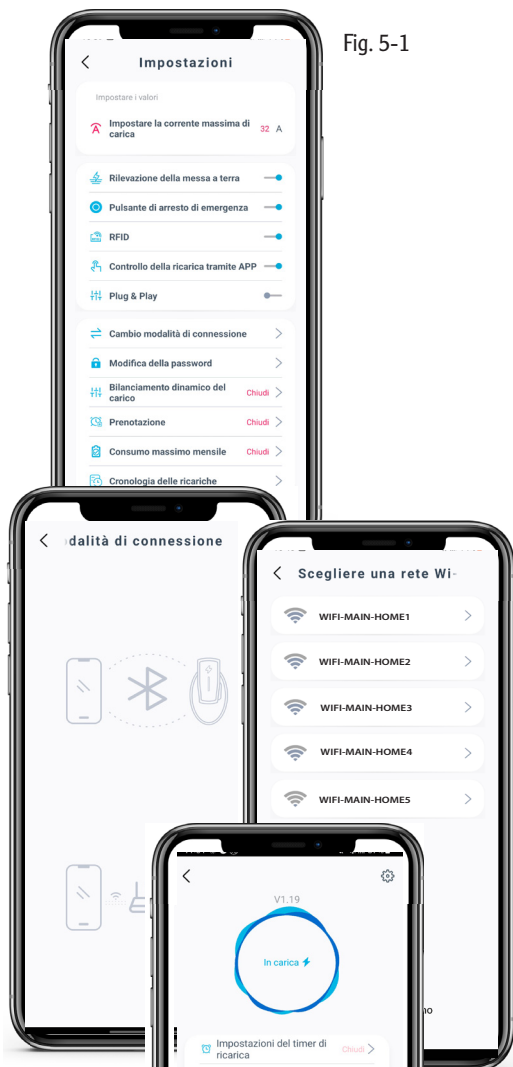 Fig. 5-1
Impostazioni
Impostare i valori
Impostare la corrente massima di
carica
32 A
Rilevazione della messa a terra
Pulsante di arresto di emergenza
RFID
Controllo della ricarica tramite APP
Plug & Play
Cambio modalità di connessione
Modifica della password
Bilanciamento dinamico del
carico
Chiudi
Prenotazione
Chiudi
Consumo massimo mensile
Chiudi
Cronologia delle ricariche
dalità di connessione
Scegliere una rete Wi-
WIFI-MAIN-HOME1
WIFI-MAIN-HOME2
WIFI-MAIN-HOME3
WIFI-MAIN-HOME4
WIFI-MAIN-HOME5
V1.19
In carica
Impostazioni del timer di
ricarica
Chiudi